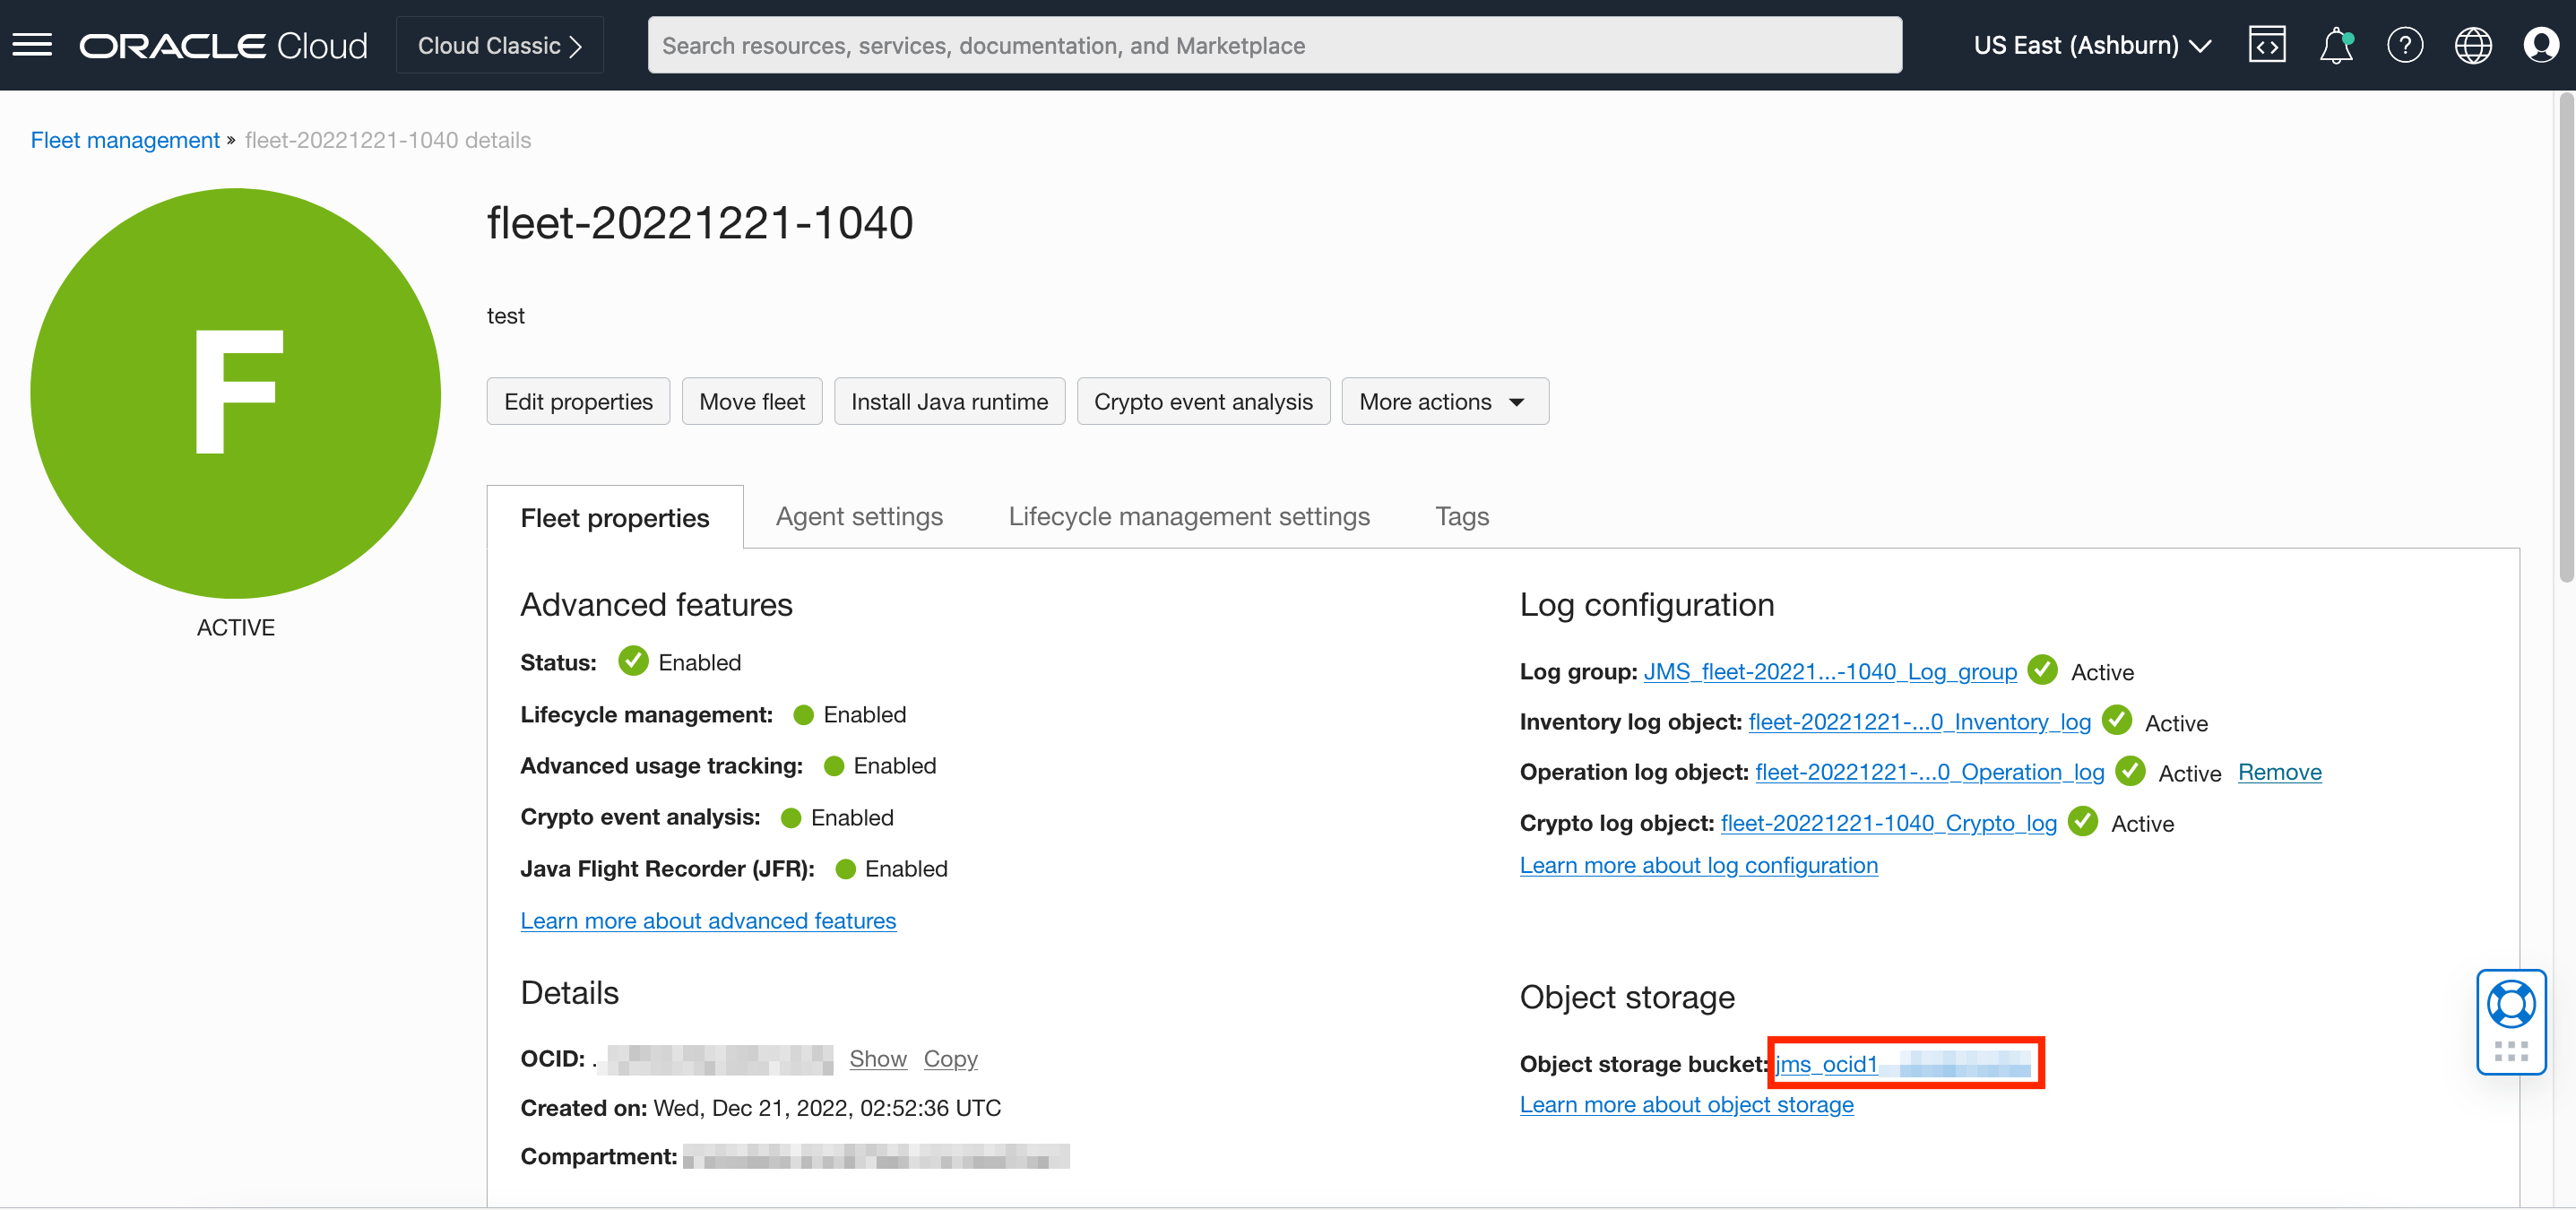 ORACLE Cloud
Cloud Classic
Search resources, services, documentation, and Marketplace
US East (Ashburn)
Fleet management » fleet-20221221-1040 details
F
ACTIVE
fleet-20221221-1040
test
Edit properties
Move fleet
Install Java runtime
Crypto event analysis
More actions
Fleet properties
Agent settings
Lifecycle management settings
Tags
Advanced features
Status: Enabled
Lifecycle management: Enabled
Advanced usage tracking: Enabled
Crypto event analysis: Enabled
Java Flight Recorder (JFR): Enabled
Learn more about advanced features
Log configuration
Log group: JMS_fleet-20221...-1040_Log_group Active
Inventory log object: fleet-20221221-...0_Inventory_log Active
Operation log object: fleet-20221221-...0_Operation_log Active Remove
Crypto log object: fleet-20221221-1040_Crypto_log Active
Learn more about log configuration
Details
OCID: . Show Copy
Created on: Wed, Dec 21, 2022, 02:52:36 UTC
Compartment:
Object storage
Object storage bucket: jms_ocid1
Learn more about object storage